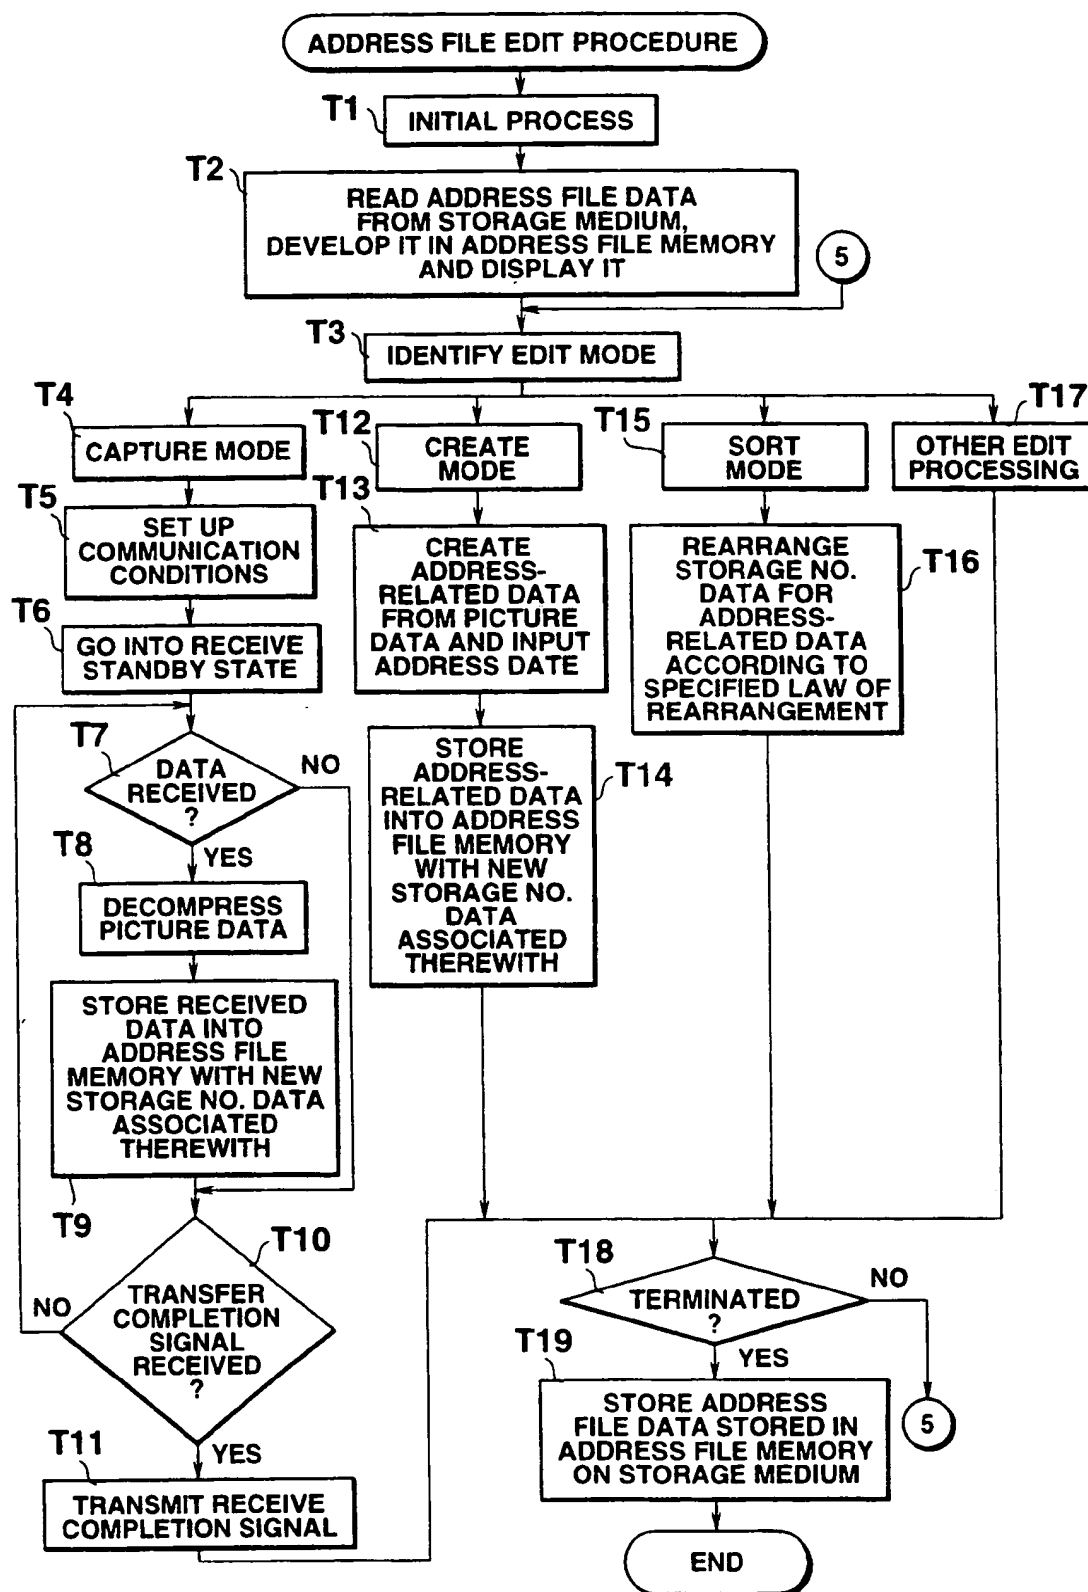 ADDRESS FILE EDIT PROCEDURE
T1
INITIAL PROCESS
T2
READ ADDRESS FILE DATA
FROM STORAGE MEDIUM,
DEVELOP IT IN ADDRESS FILE MEMORY
AND DISPLAY IT
5
T3
IDENTIFY EDIT MODE
T4
CAPTURE MODE
T5
SET UP
COMMUNICATION
CONDITIONS
T6
GO INTO RECEIVE
STANDBY STATE
T7
DATA
RECEIVED
?
NO
YES
T8
DECOMPRESS
PICTURE DATA
STORE RECEIVED
DATA INTO
ADDRESS FILE
MEMORY WITH NEW
STORAGE NO. DATA
ASSOCIATED
THEREWITH
T9
T10
TRANSFER
COMPLETION
SIGNAL
RECEIVED
?
NO
YES
T11
TRANSMIT RECEIVE
COMPLETION SIGNAL
T12
CREATE
MODE
T13
CREATE
ADDRESS-
RELATED DATA
FROM PICTURE
DATA AND INPUT
ADDRESS DATE
STORE
ADDRESS-
RELATED DATA
INTO ADDRESS
FILE MEMORY
WITH NEW
STORAGE NO.
DATA
ASSOCIATED
THEREWITH
T14
T15
SORT
MODE
REARRANGE
STORAGE NO.
DATA FOR
ADDRESS-
RELATED DATA
ACCORDING TO
SPECIFIED LAW OF
REARRANGEMENT
T16
T17
OTHER EDIT
PROCESSING
T18
TERMINATED
?
NO
YES
5
T19
STORE ADDRESS
FILE DATA STORED IN
ADDRESS FILE MEMORY
ON STORAGE MEDIUM
END